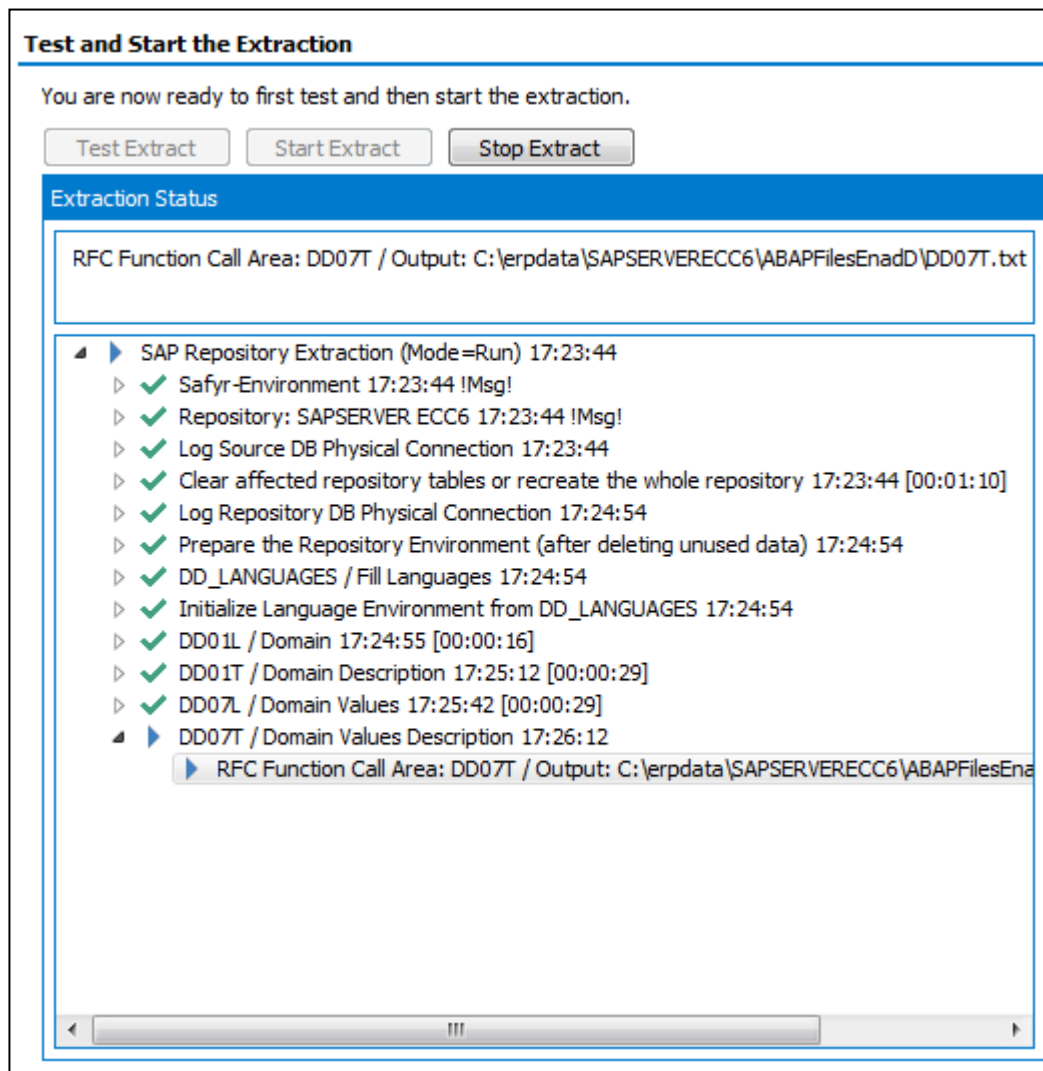 Test and Start the Extraction
You are now ready to first test and then start the extraction.
Test Extract Start Extract Stop Extract
Extraction Status
RFC Function Call Area: DD07T / Output: C:\erpdata\SAPSERVERECC6\ABAPFilesEnadD\DD07T.txt
SAP Repository Extraction (Mode=Run) 17:23:44
Safyr-Environment 17:23:44 !Msg!
Repository: SAPSERVER ECC6 17:23:44 !Msg!
Log Source DB Physical Connection 17:23:44
Clear affected repository tables or recreate the whole repository 17:23:44 [00:01:10]
Log Repository DB Physical Connection 17:24:54
Prepare the Repository Environment (after deleting unused data) 17:24:54
DD_LANGUAGES / Fill Languages 17:24:54
Initialize Language Environment from DD_LANGUAGES 17:24:54
DD01L / Domain 17:24:55 [00:00:16]
DD01T / Domain Description 17:25:12 [00:00:29]
DD07L / Domain Values 17:25:42 [00:00:29]
DD07T / Domain Values Description 17:26:12
RFC Function Call Area: DD07T / Output: C:\erpdata\SAPSERVERECC6\ABAPFilesEna